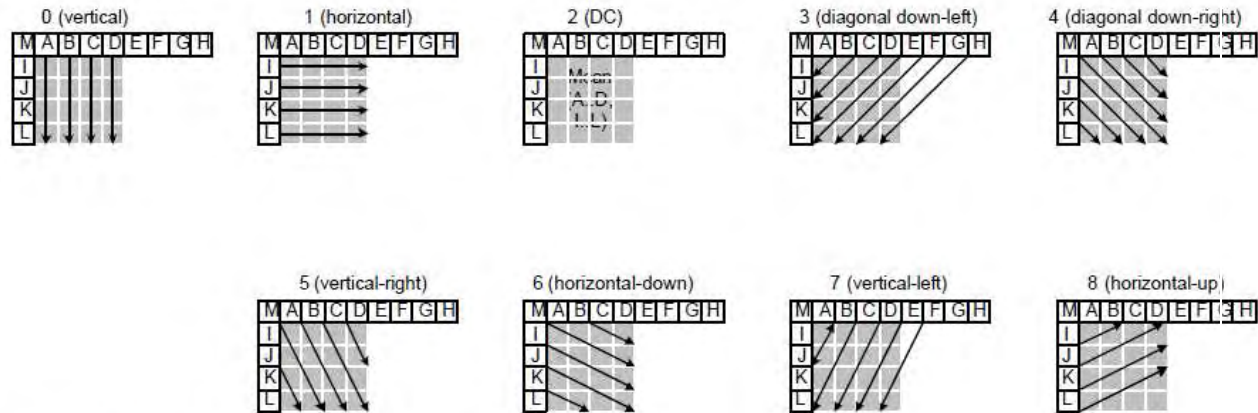 0 (vertical)
M A B C D E F G H
I
J
K
L
1 (horizontal)
M A B C D E F G H
I
J
K
L
2 (DC)
M A B C D E F G H
I
J
K
L
Mean
A..D,
I..L)
3 (diagonal down-left)
M A B C D E F G H
I
J
K
L
4 (diagonal down-right)
M A B C D E F G H
I
J
K
L
5 (vertical-right)
M A B C D E F G H
I
J
K
L
6 (horizontal-down)
M A B C D E F G H
I
J
K
L
7 (vertical-left)
M A B C D E F G H
I
J
K
L
8 (horizontal-up)
M A B C D E F G H
I
J
K
L